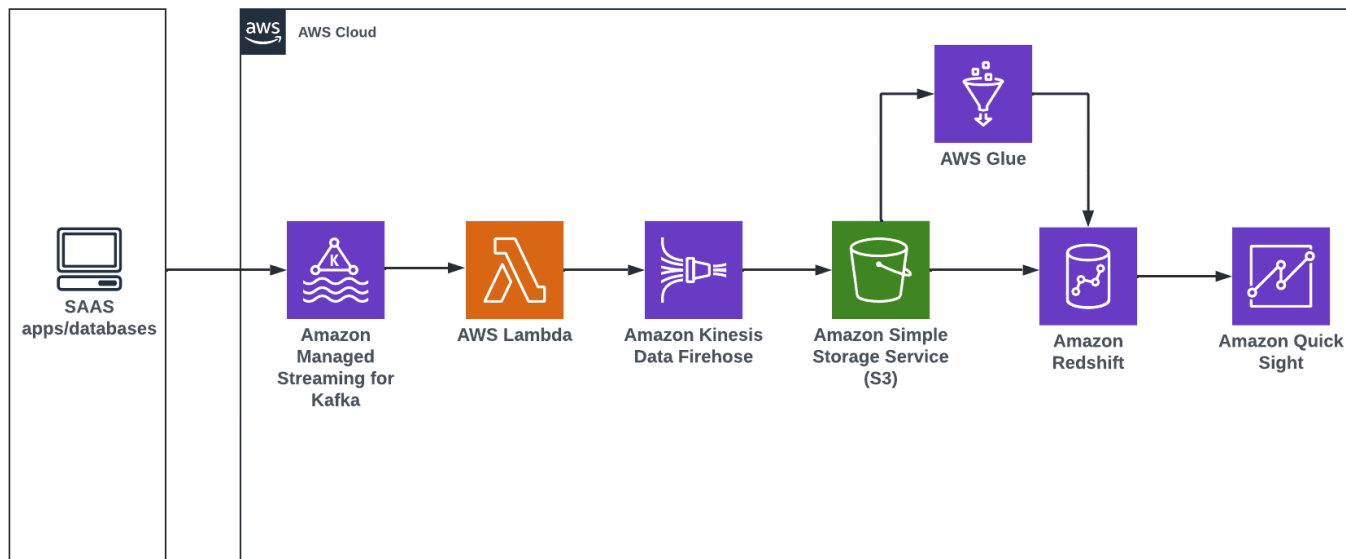 aws
AWS Cloud
AWS Glue
SAAS
apps/databases
K
Amazon
Managed
Streaming for
Kafka
AWS Lambda
Amazon Kinesis
Data Firehose
Amazon Simple
Storage Service
(S3)
Amazon
Redshift
Amazon Quick
Sight